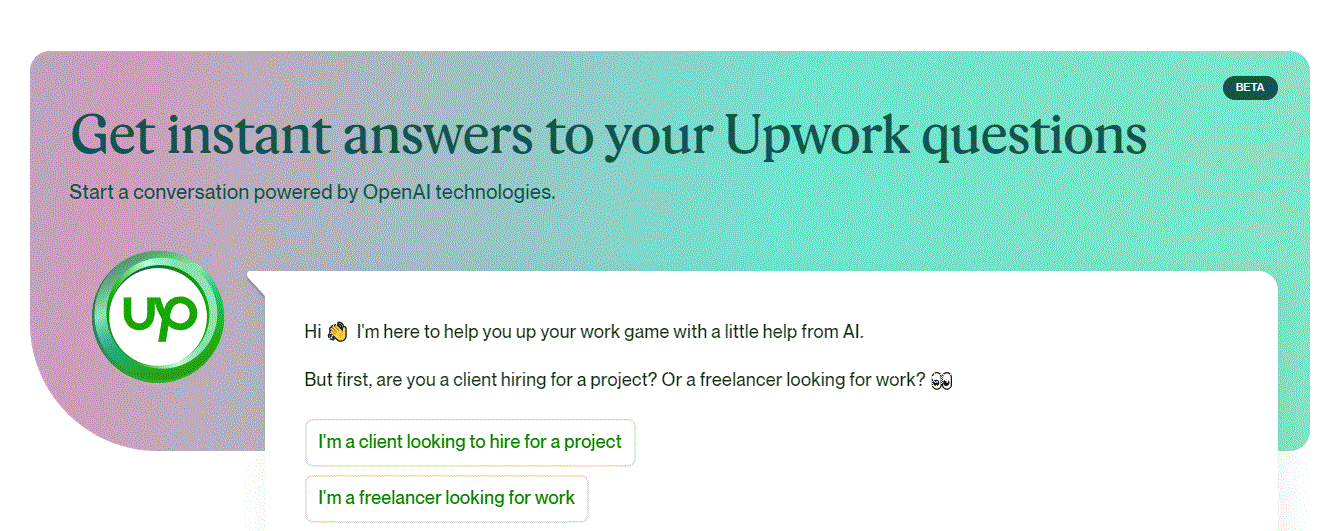 BETA
Get instant answers to your Upwork questions
Start a conversation powered by OpenAI technologies.
up
Hi 👋 I'm here to help you up your work game with a little help from AI.
But first, are you a client hiring for a project? Or a freelancer looking for work? 👀
I'm a client looking to hire for a project
I'm a freelancer looking for work